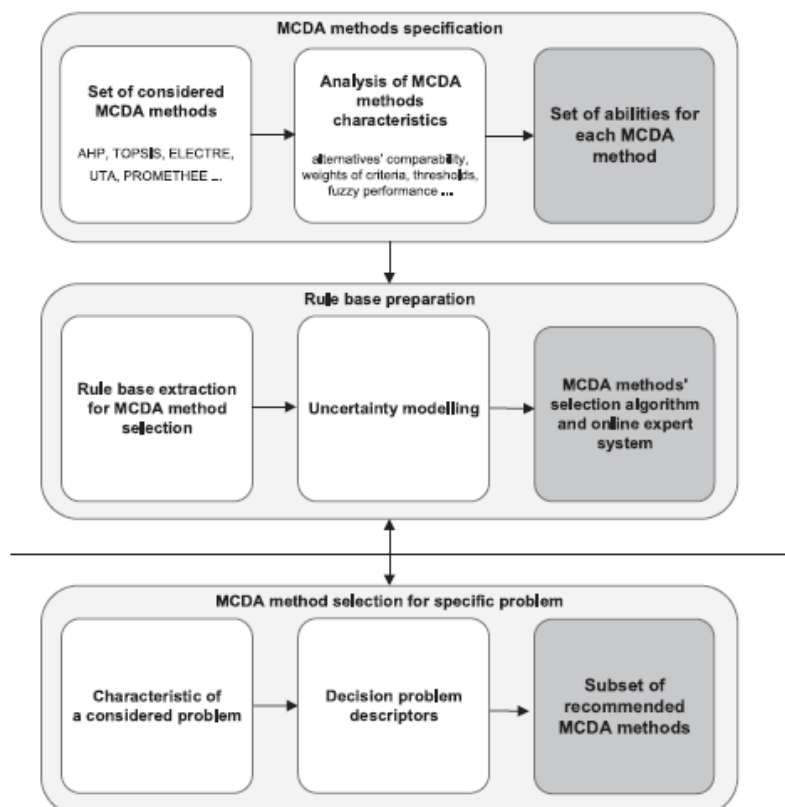 MCDA methods specification
Set of considered
MCDA methods
AHP, TOPSIS, ELECTRE,
UTA, PROMETHEE ...
Analysis of MCDA
methods
characteristics
alternatives' comparability,
weights of criteria, thresholds,
fuzzy performance ...
Set of abilities for
each MCDA
method
Rule base preparation
Rule base extraction
for MCDA method
selection
Uncertainty modelling
MCDA methods'
selection algorithm
and online expert
system
MCDA method selection for specific problem
Characteristic of
a considered problem
Decision problem
descriptors
Subset of
recommended
MCDA methods